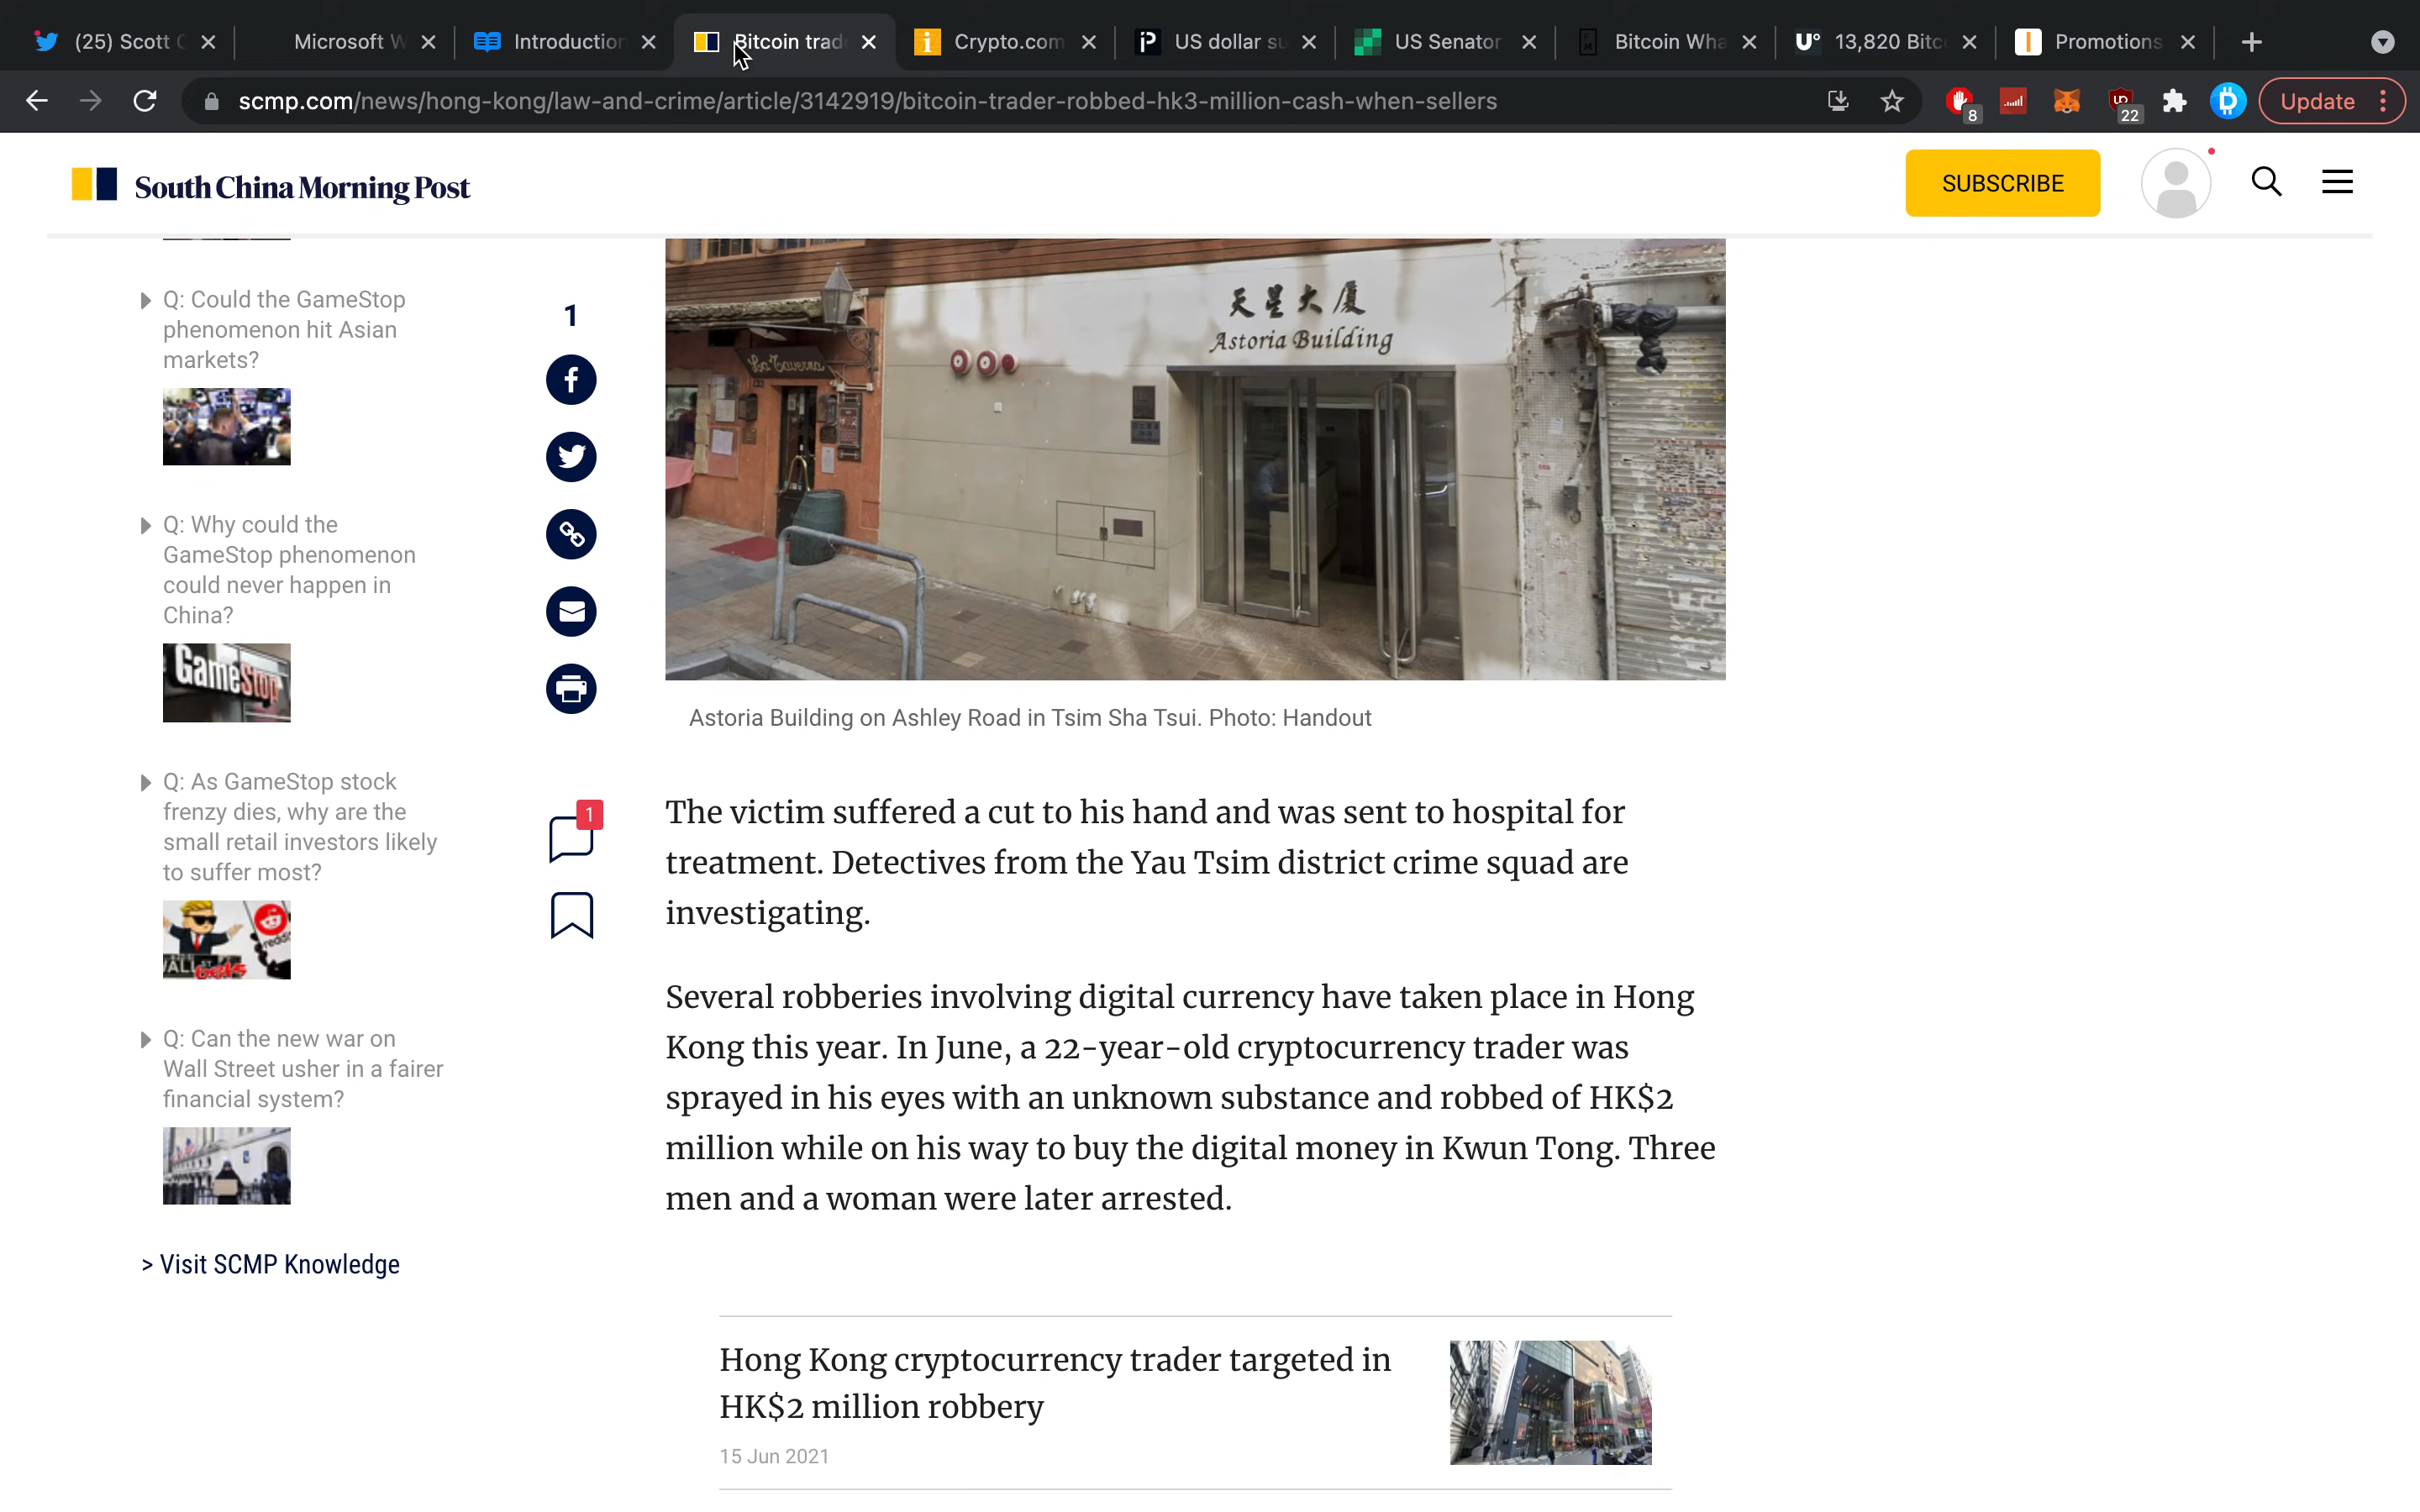 (25) Scott
Microsoft W
Introduction
Bitcoin trad
Crypto.com
US dollar su
US Senator
Bitcoin Wha
13,820 Bitc
Promotions
scmp.com/news/hong-kong/law-and-crime/article/3142919/bitcoin-trader-robbed-hk3-million-cash-when-sellers
8
22
Update
South China Morning Post
SUBSCRIBE
Q: Could the GameStop
phenomenon hit Asian
markets?
Q: Why could the
GameStop phenomenon
could never happen in
China?
GameStop
Q: As GameStop stock
frenzy dies, why are the
small retail investors likely
to suffer most?
reddit
Q: Can the new war on
Wall Street usher in a fairer
financial system?
> Visit SCMP Knowledge
1
1
天星大廈
Astoria Building
La Taverna
Astoria Building on Ashley Road in Tsim Sha Tsui. Photo: Handout
The victim suffered a cut to his hand and was sent to hospital for
treatment. Detectives from the Yau Tsim district crime squad are
investigating.
Several robberies involving digital currency have taken place in Hong
Kong this year. In June, a 22-year-old cryptocurrency trader was
sprayed in his eyes with an unknown substance and robbed of HK$2
million while on his way to buy the digital money in Kwun Tong. Three
men and a woman were later arrested.
Hong Kong cryptocurrency trader targeted in
HK$2 million robbery
15 Jun 2021